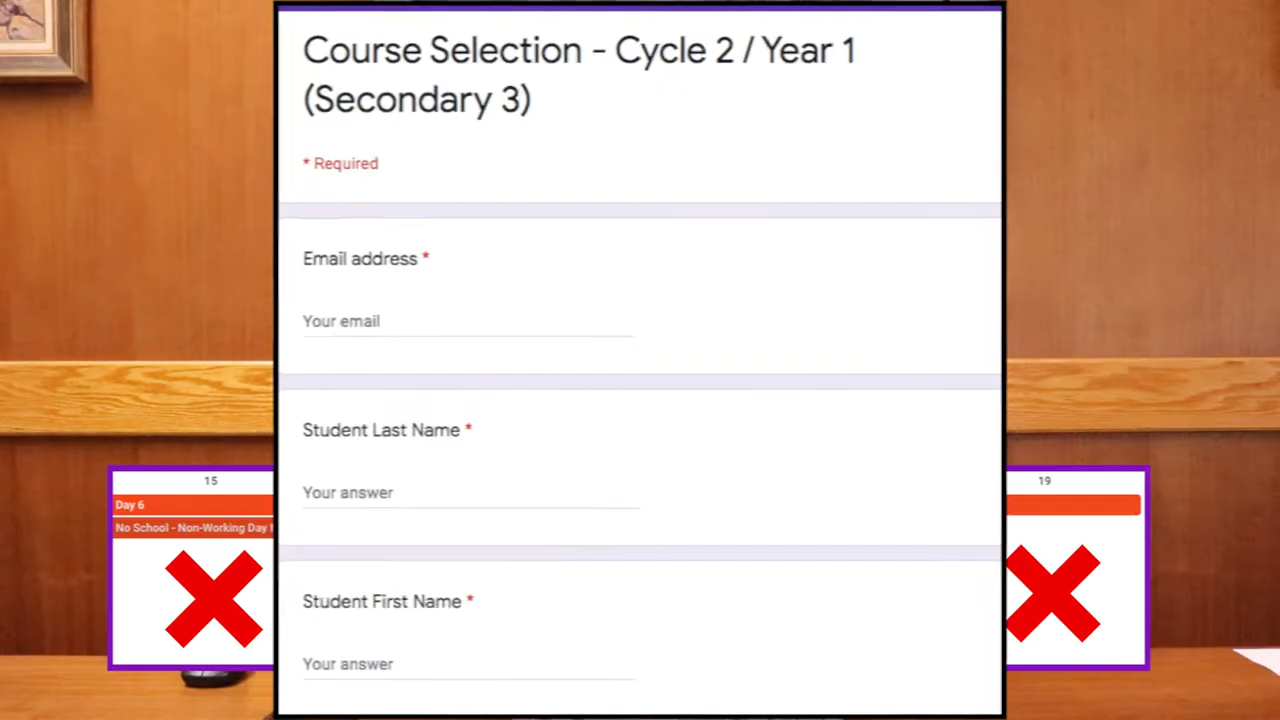 Course Selection - Cycle 2 / Year 1
(Secondary 3)
* Required
Email address *
Your email
Student Last Name *
Your answer
15
Day 6
No School - Non-Working Day
19
Student First Name *
Your answer